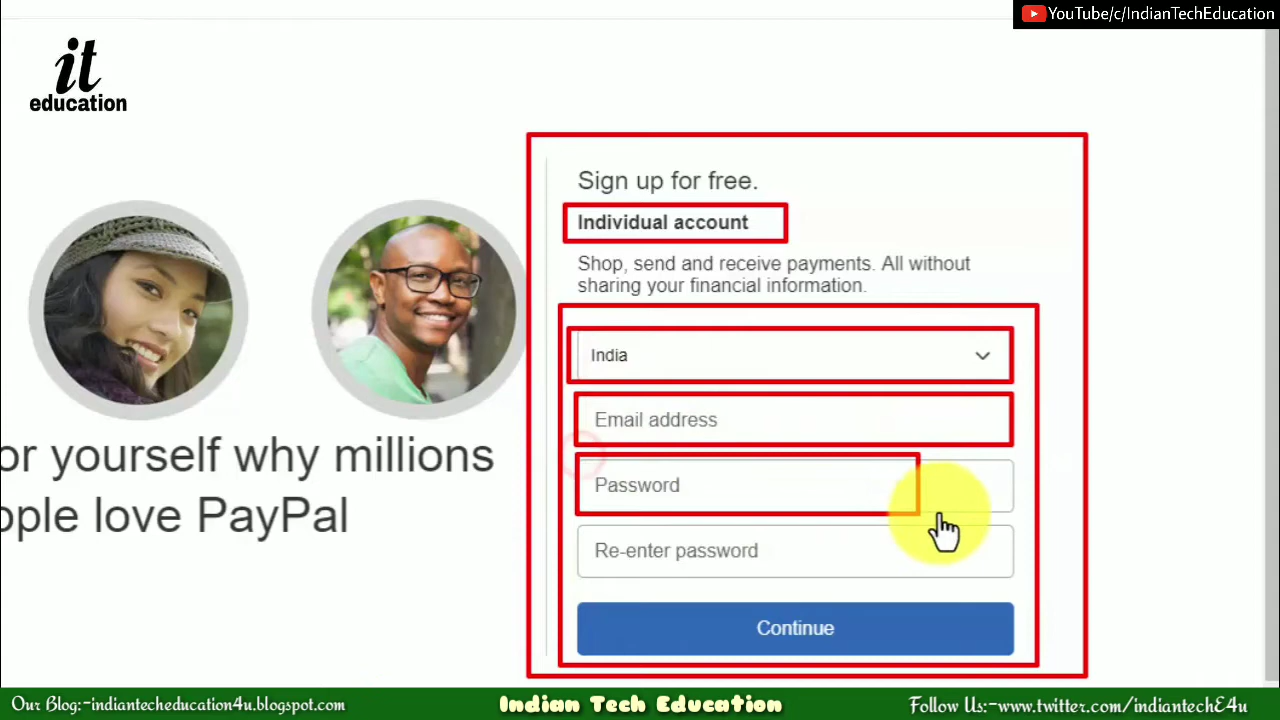 YouTube/c/IndianTechEducation
it
education
Sign up for free.
Individual account
Shop, send and receive payments. All without
sharing your financial information.
India
Email address
Password
Re-enter password
Continue
or yourself why millions
ople love PayPal
Our Blog:-indiantecheducation4u.blogspot.com
Indian Tech Education
Follow Us:-www.twitter.com/indiantechE4u